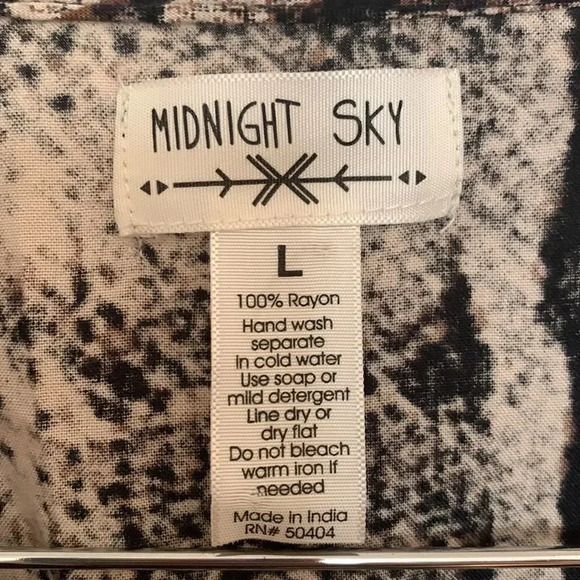 MIDNIGHT SKY
L
100% Rayon
Hand wash
separate
In cold water
Use soap or
mild detergent
Line dry or
dry flat
Do not bleach
warm iron If
needed
Made in India
RN# 50404